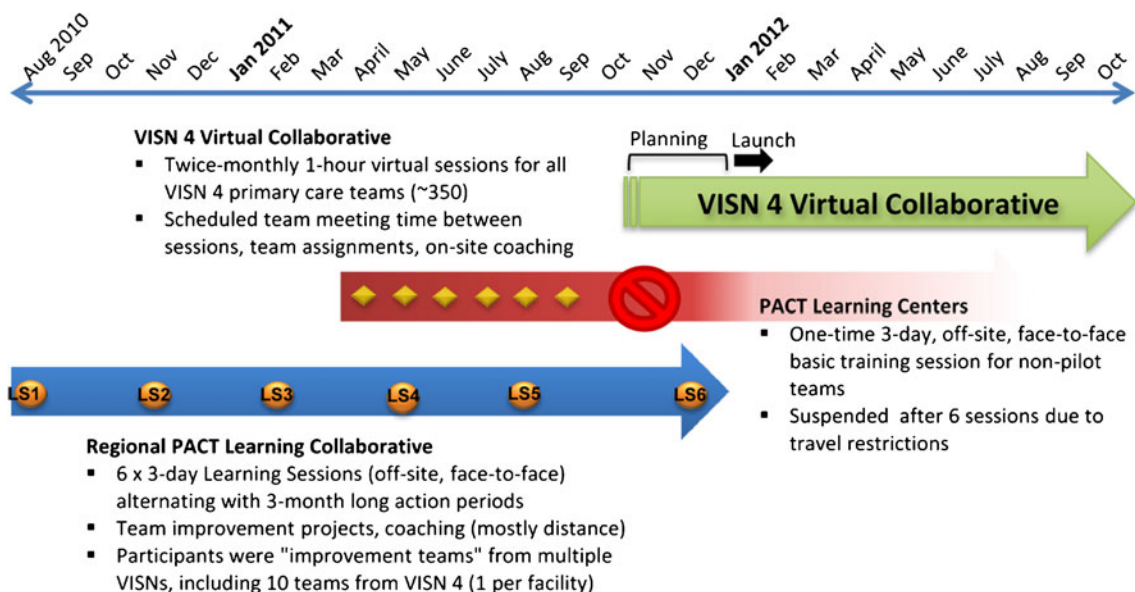 Aug 2010 Sep Oct Nov Dec Jan 2011 Feb Mar April May June July Aug Sep Oct Nov Dec Jan 2012 Feb Mar April May June July Aug Sep Oct
VISN 4 Virtual Collaborative
▪ Twice-monthly 1-hour virtual sessions for all
VISN 4 primary care teams (~350)
▪ Scheduled team meeting time between
sessions, team assignments, on-site coaching
Planning Launch
VISN 4 Virtual Collaborative
PACT Learning Centers
▪ One-time 3-day, off-site, face-to-face
basic training session for non-pilot
teams
▪ Suspended after 6 sessions due to
travel restrictions
LS1 LS2 LS3 LS4 LS5 LS6
Regional PACT Learning Collaborative
▪ 6 x 3-day Learning Sessions (off-site, face-to-face)
alternating with 3-month long action periods
▪ Team improvement projects, coaching (mostly distance)
▪ Participants were "improvement teams" from multiple
VISNs, including 10 teams from VISN 4 (1 per facility)